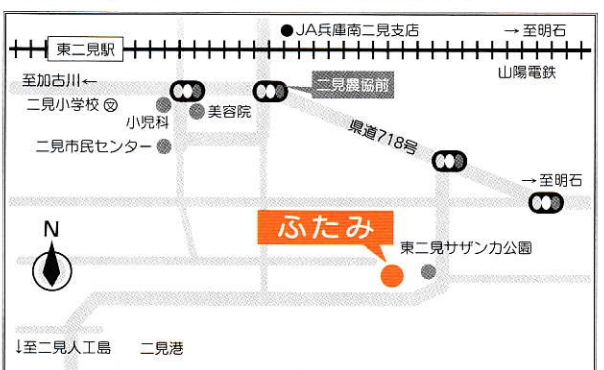 ●JA兵庫南二見支店
→至明石
東二見駅
山陽電鉄
至加古川←
二見農協前
二見小学校 文
小児科
美容院
県道718号
二見市民センター
→至明石
N
ふたみ
東二見サザンカ公園
↓至二見人工島
二見港